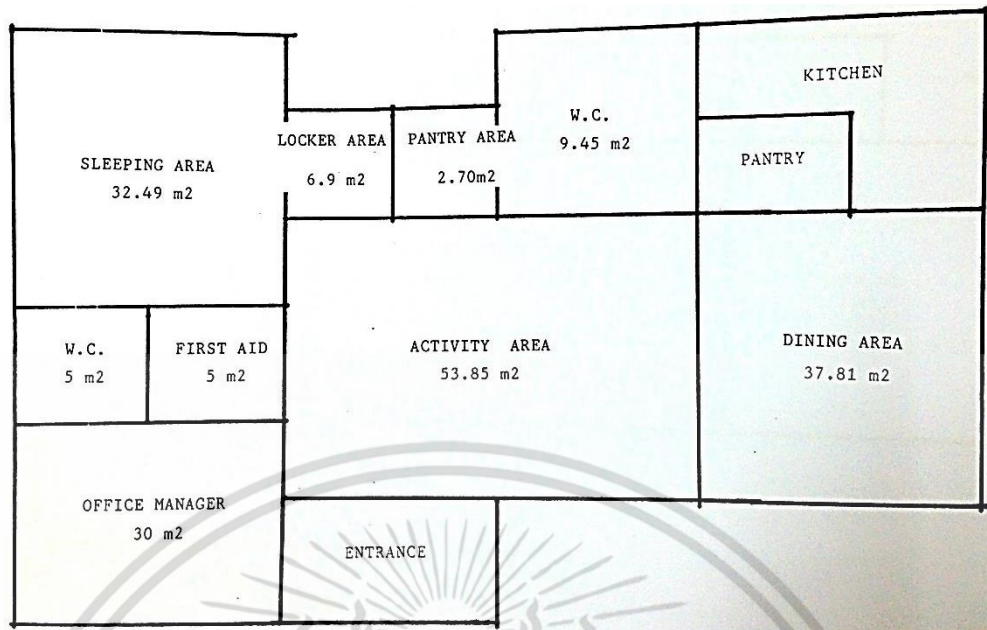 KITCHEN
W.C.
9.45 m2
LOCKER AREA
6.9 m2
PANTRY AREA
2.70m2
PANTRY
SLEEPING AREA
32.49 m2
W.C.
5 m2
FIRST AID
5 m2
ACTIVITY AREA
53.85 m2
DINING AREA
37.81 m2
OFFICE MANAGER
30 m2
ENTRANCE